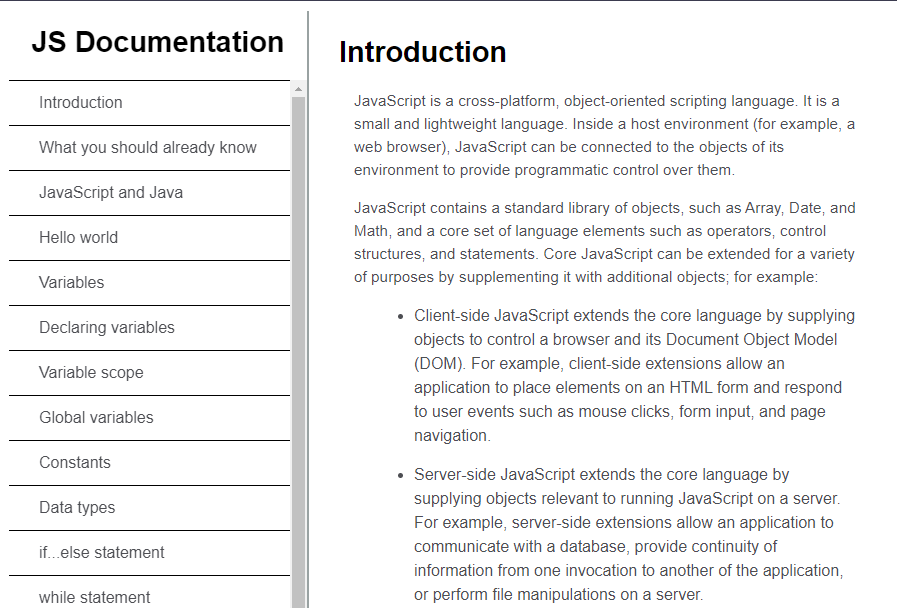 JS Documentation
Introduction
What you should already know
JavaScript and Java
Hello world
Variables
Declaring variables
Variable scope
Global variables
Constants
Data types
if...else statement
while statement
Introduction
JavaScript is a cross-platform, object-oriented scripting language. It is a
small and lightweight language. Inside a host environment (for example, a
web browser), JavaScript can be connected to the objects of its
environment to provide programmatic control over them.
JavaScript contains a standard library of objects, such as Array, Date, and
Math, and a core set of language elements such as operators, control
structures, and statements. Core JavaScript can be extended for a variety
of purposes by supplementing it with additional objects; for example:
• Client-side JavaScript extends the core language by supplying
objects to control a browser and its Document Object Model
(DOM). For example, client-side extensions allow an
application to place elements on an HTML form and respond
to user events such as mouse clicks, form input, and page
navigation.
• Server-side JavaScript extends the core language by
supplying objects relevant to running JavaScript on a server.
For example, server-side extensions allow an application to
communicate with a database, provide continuity of
information from one invocation to another of the application,
or perform file manipulations on a server.